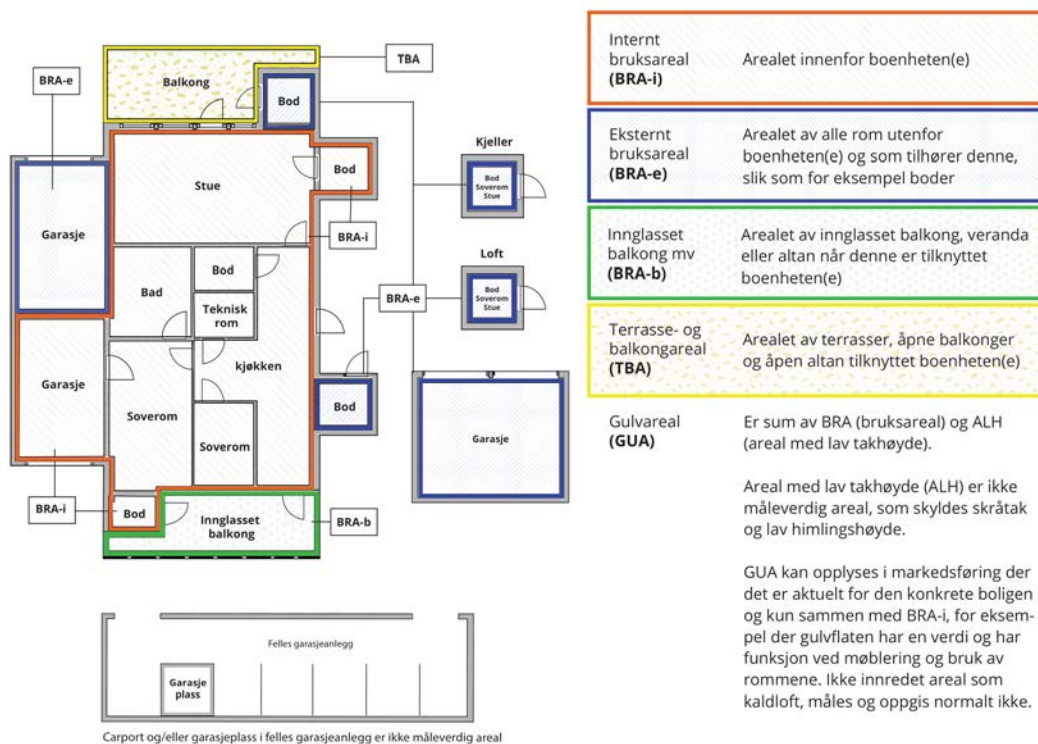 TBA
BRA-e
Balkong
Bod
Kjeller
Bod
Soverom
Stue
Stue
Bod
BRA-i
Garasje
Loft
Bod
Soverom
Stue
Bod
Bad
Teknisk
rom
BRA-e
kjøkken
Garasje
Soverom
Bod
Garasje
Soverom
BRA-i
Bod
Innglasset
balkong
BRA-b
Felles garasjeanlegg
Garasje
plass
Carport og/eller garasjeplass i felles garasjeanlegg er ikke måleverdig areal
Internt
bruksareal
(BRA-i)
Arealet innenfor boenheten(e)
Eksternt
bruksareal
(BRA-e)
Arealet av alle rom utenfor
boenheten(e) og som tilhører denne,
slik som for eksempel boder
Innglasset
balkong mv
(BRA-b)
Arealet av innglasset balkong, veranda
eller altan når denne er tilknyttet
boenheten(e)
Terrasse- og
balkongareal
(TBA)
Arealet av terrasser, åpne balkonger
og åpen altan tilknyttet boenheten(e)
Gulvareal
(GUA)
Er sum av BRA (bruksareal) og ALH
(areal med lav takhøyde).
Areal med lav takhøyde (ALH) er ikke
måleverdig areal, som skyldes skråtak
og lav himlingshøyde.
GUA kan opplyses i markedsføring der
det er aktuelt for den konkrete boligen
og kun sammen med BRA-i, for eksem-
pel der gulvflaten har en verdi og har
funksjon ved møblering og bruk av
rommene. Ikke innredet areal som
kaldloft, måles og oppgis normalt ikke.